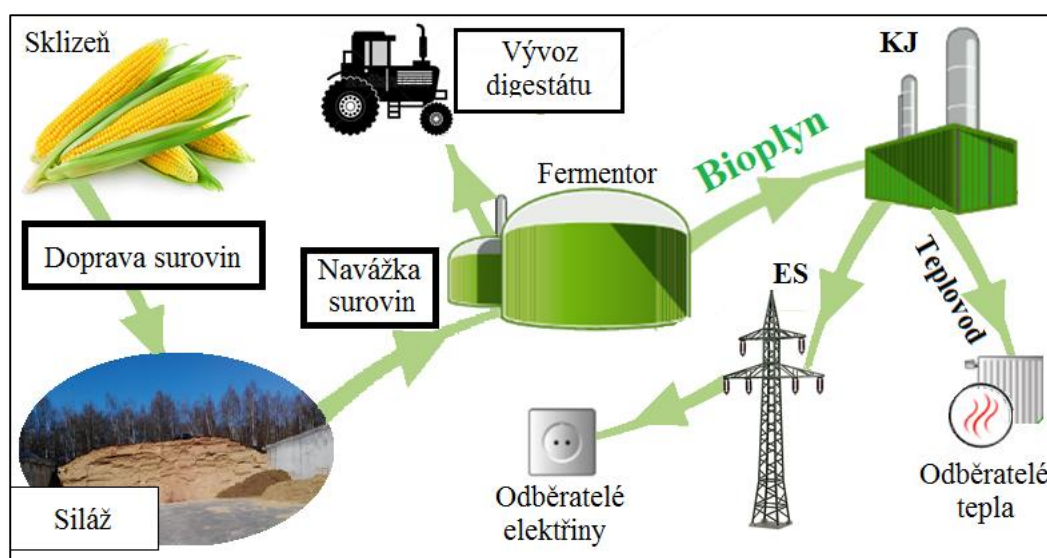 Sklizeň
Vývoz
digestátu
KJ
Bioplyn
Fermentor
Doprava surovin
Navážka
surovin
ES
Teplovod
Siláž
Odběratelé
elektřiny
Odběratelé
tepla